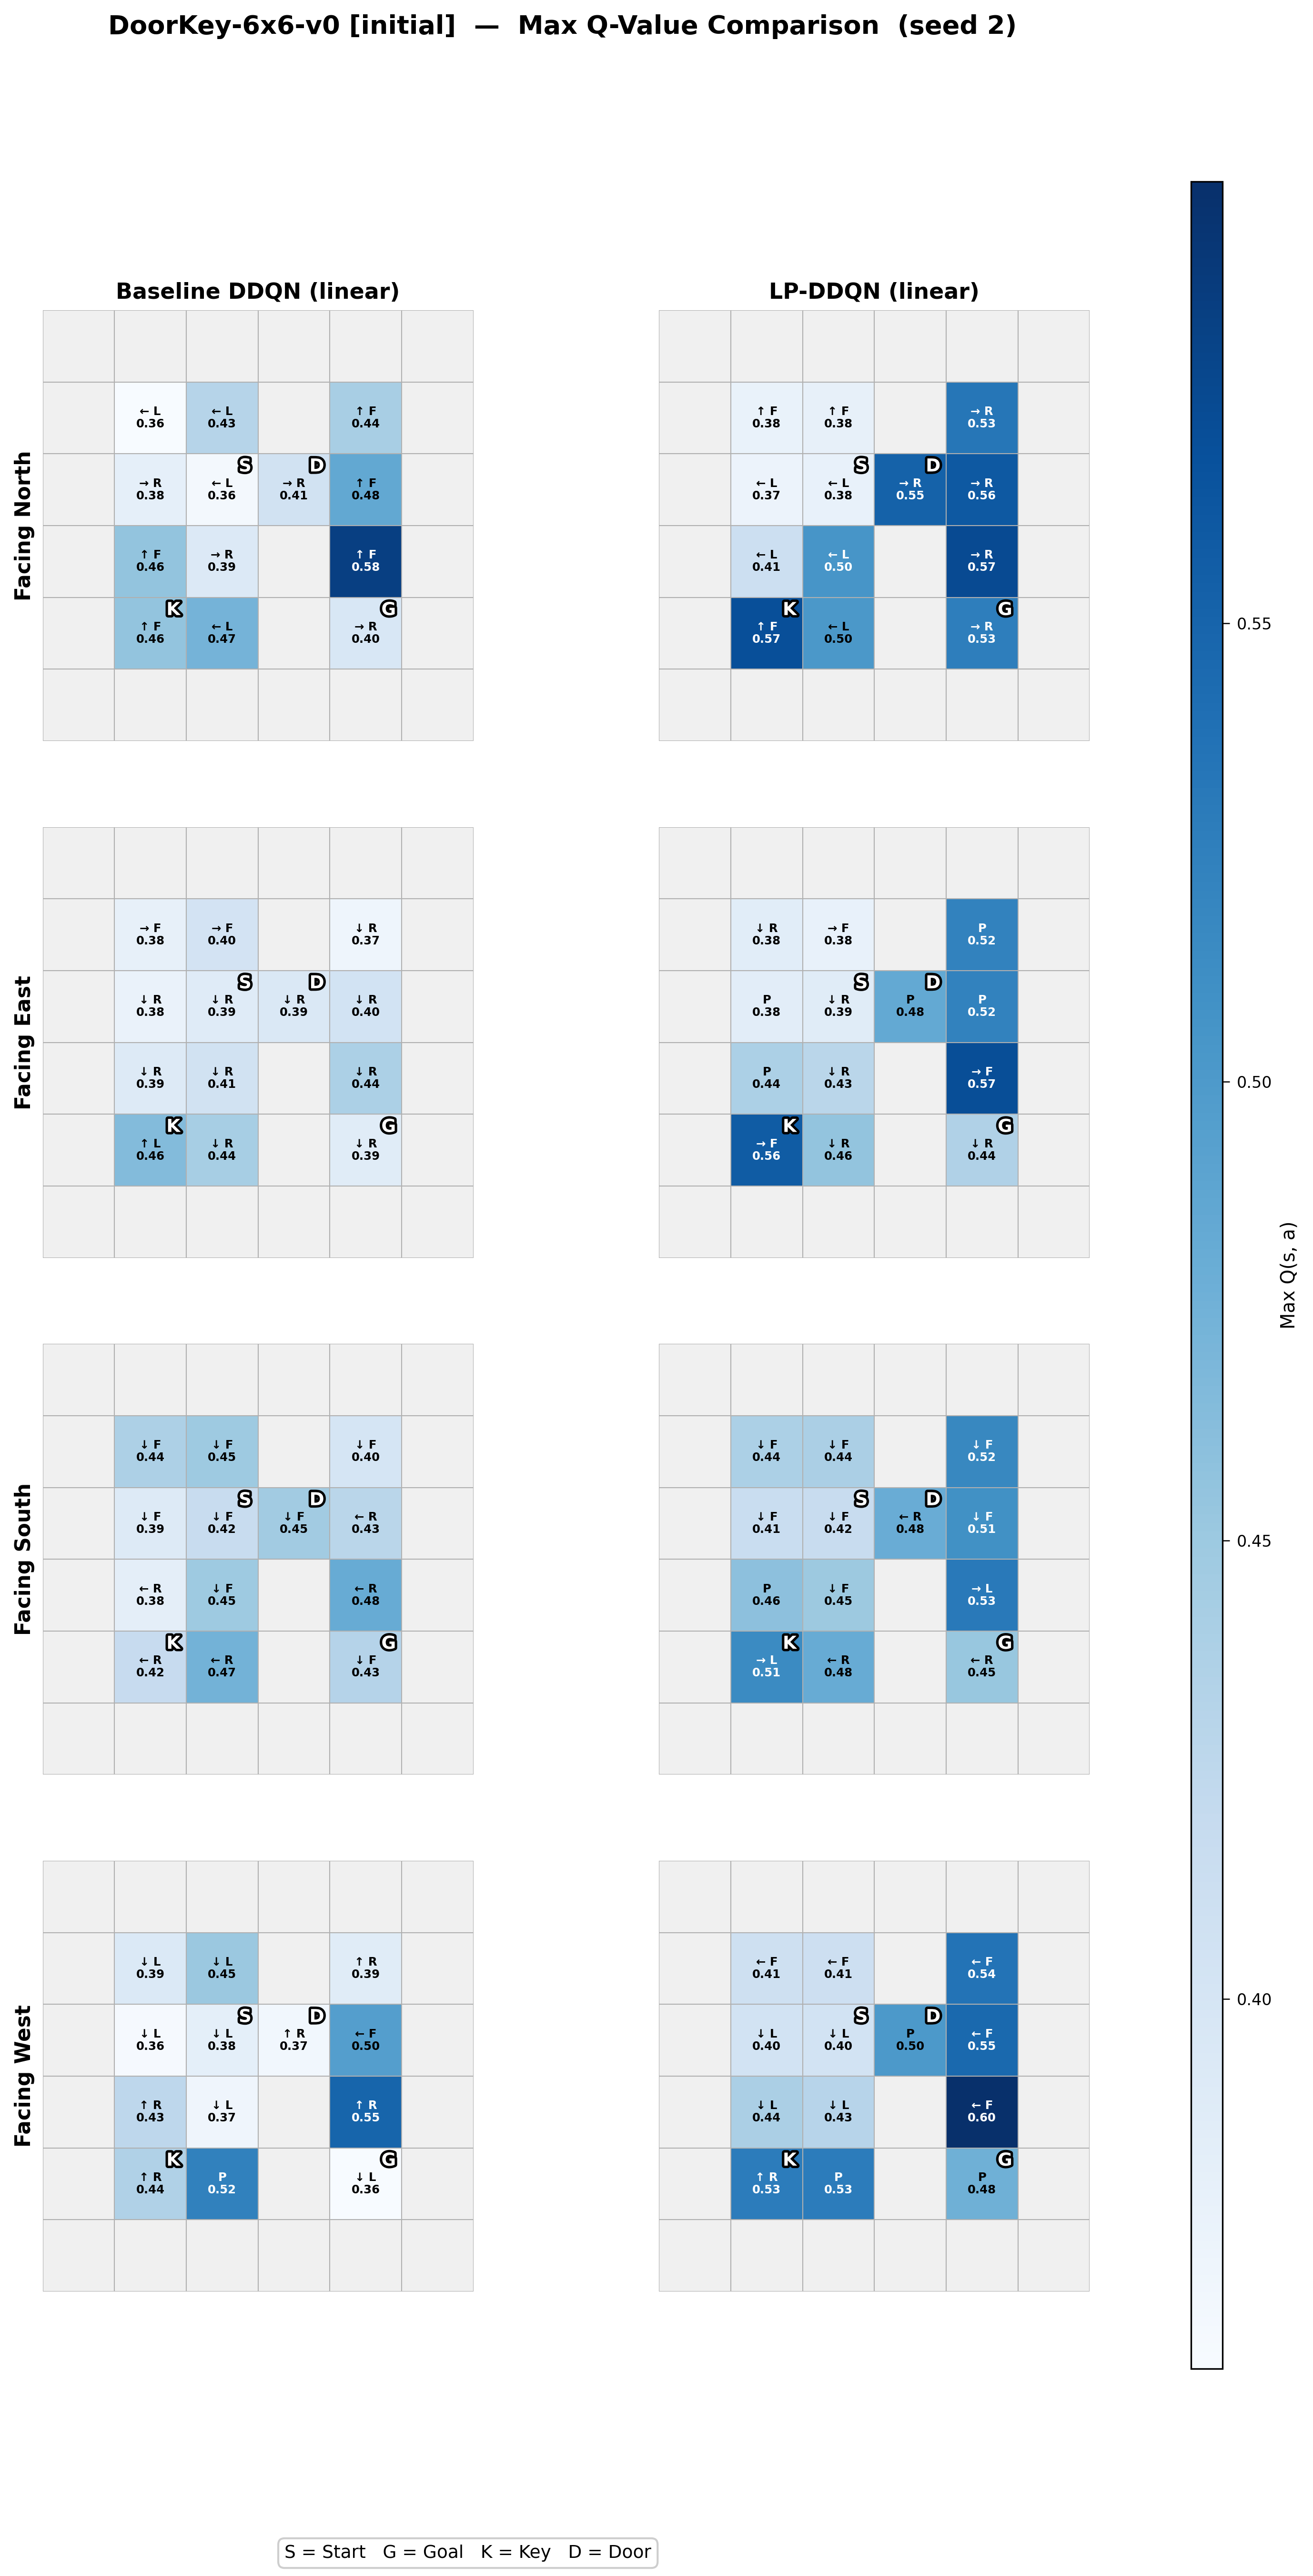 DoorKey-6x6-v0 [initial] — Max Q-Value Comparison (seed 2)
Baseline DDQN (linear)
LP-DDQN (linear)
Facing North
← L ← L ↑ F
0.36 0.43 0.44
S D
→ R ← L → R ↑ F
0.38 0.36 0.41 0.48
↑ F → R ↑ F
0.46 0.39 0.58
K G
↑ F ← L → R
0.46 0.47 0.40
↑ F ↑ F → R
0.38 0.38 0.53
S D
← L ← L → R → R
0.37 0.38 0.55 0.56
← L ← L → R
0.41 0.50 0.57
K G
↑ F ← L → R
0.57 0.50 0.53
Facing East
→ F → F ↓ R
0.38 0.40 0.37
S D
↓ R ↓ R ↓ R ↓ R
0.38 0.39 0.39 0.40
↓ R ↓ R ↓ R
0.39 0.41 0.44
K G
↑ L ↓ R ↓ R
0.46 0.44 0.39
↓ R → F P
0.38 0.38 0.52
S D
P ↓ R P P
0.38 0.39 0.48 0.52
P ↓ R → F
0.44 0.43 0.57
K G
→ F ↓ R ↓ R
0.56 0.46 0.44
Facing South
↓ F ↓ F ↓ F
0.44 0.45 0.40
S D
↓ F ↓ F ↓ F ← R
0.39 0.42 0.45 0.43
← R ↓ F ← R
0.38 0.45 0.48
K G
← R ← R ↓ F
0.42 0.47 0.43
↓ F ↓ F ↓ F
0.44 0.44 0.52
S D
↓ F ↓ F ← R ↓ F
0.41 0.42 0.48 0.51
P ↓ F → L
0.46 0.45 0.53
K G
→ L ← R ← R
0.51 0.48 0.45
Facing West
↓ L ↓ L ↑ R
0.39 0.45 0.39
S D
↓ L ↓ L ↑ R ← F
0.36 0.38 0.37 0.50
↑ R ↓ L ↑ R
0.43 0.37 0.55
K G
↑ R P ↓ L
0.44 0.52 0.36
← F ← F ← F
0.41 0.41 0.54
S D
↓ L ↓ L P ← F
0.40 0.40 0.50 0.55
↓ L ↓ L ← F
0.44 0.43 0.60
K G
↑ R P P
0.53 0.53 0.48
0.55
0.50
0.45
0.40
Max Q(s, a)
S = Start G = Goal K = Key D = Door